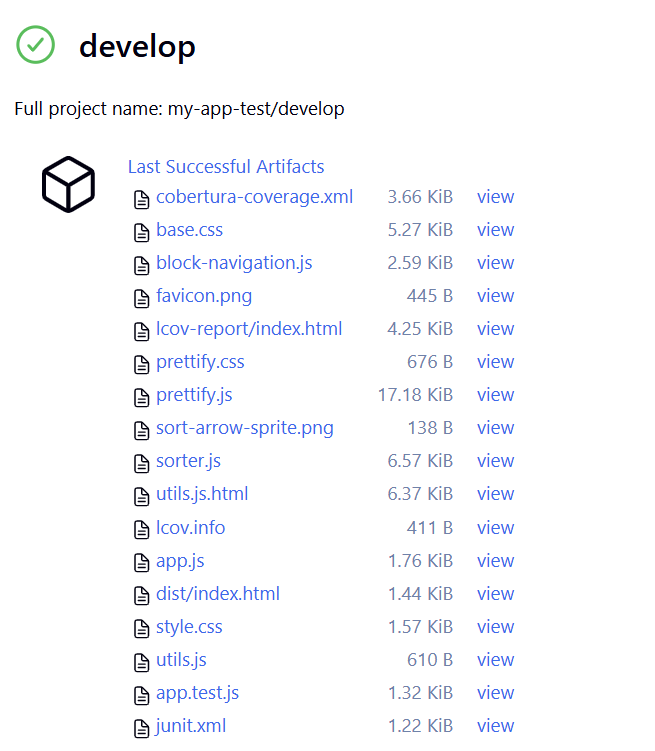 develop
Full project name: my-app-test/develop
Last Successful Artifacts
cobertura-coverage.xml 3.66 KiB view
base.css 5.27 KiB view
block-navigation.js 2.59 KiB view
favicon.png 445 B view
lcov-report/index.html 4.25 KiB view
prettify.css 676 B view
prettify.js 17.18 KiB view
sort-arrow-sprite.png 138 B view
sorter.js 6.57 KiB view
utils.js.html 6.37 KiB view
lcov.info 411 B view
app.js 1.76 KiB view
dist/index.html 1.44 KiB view
style.css 1.57 KiB view
utils.js 610 B view
app.test.js 1.32 KiB view
junit.xml 1.22 KiB view